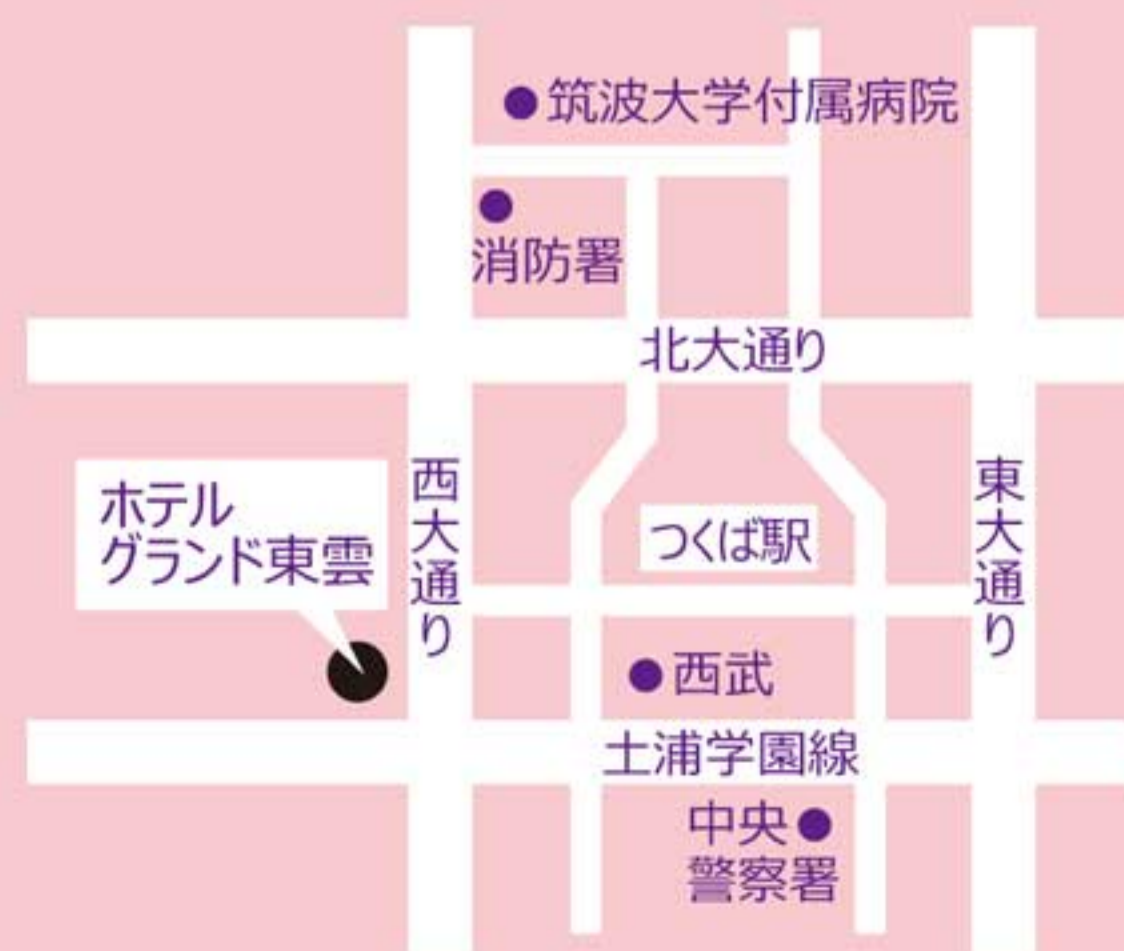 筑波大学付属病院
消防署
北大通り
ホテル
グランド東雲
西大通り
つくば駅
東大通り
西武
土浦学園線
中央
警察署